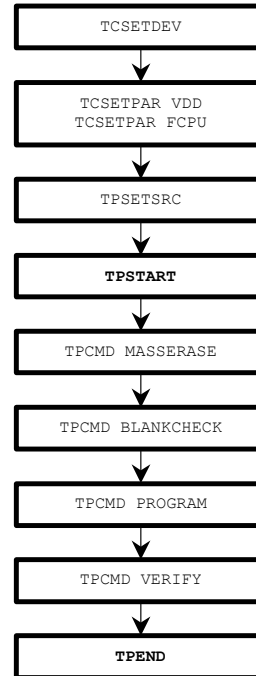 TCSETDEV
TCSETPAR VDD
TCSETPAR FCPU
TPSETSRC
TPSTART
TPCMD MASSERASE
TPCMD BLANKCHECK
TPCMD PROGRAM
TPCMD VERIFY
TPEND